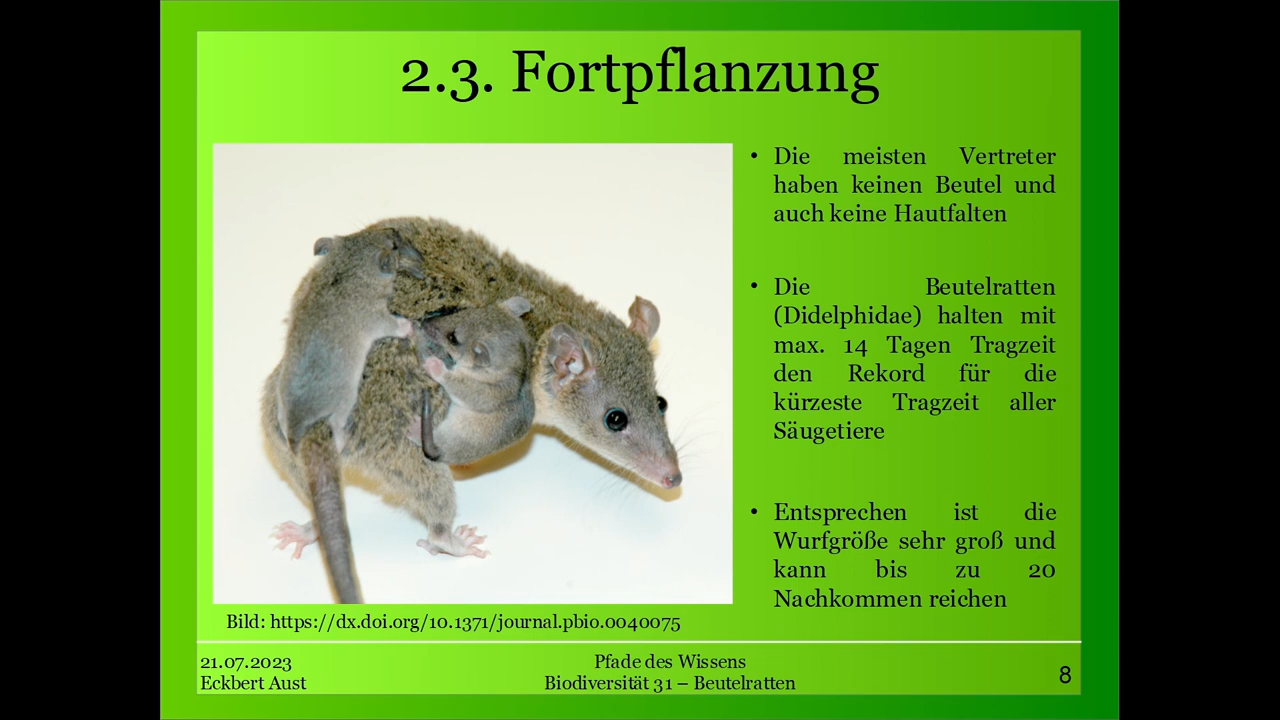 2.3. Fortpflanzung
• Die meisten Vertreter
haben keinen Beutel und
auch keine Hautfalten
• Die Beutelratten
(Didelphidae) halten mit
max. 14 Tagen Tragzeit
den Rekord für die
kürzeste Tragzeit aller
Säugetiere
• Entsprechen ist die
Wurfgröße sehr groß und
kann bis zu 20
Nachkommen reichen
Bild: https://dx.doi.org/10.1371/journal.pbio.0040075
21.07.2023
Eckbert Aust
Pfade des Wissens
Biodiversität 31 – Beutelratten
8